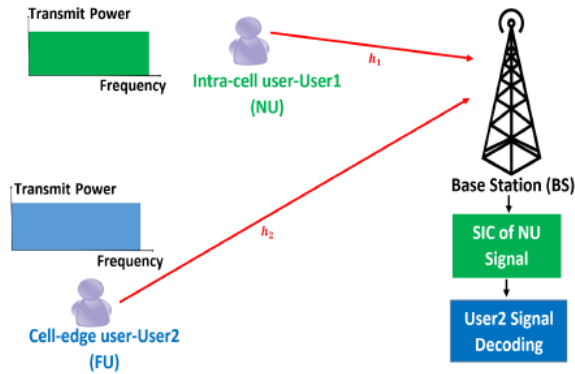 Transmit Power
Frequency
Intra-cell user-User1
(NU)
h₁
Base Station (BS)
SIC of NU
Signal
User2 Signal
Decoding
Transmit Power
Frequency
h₂
Cell-edge user-User2
(FU)